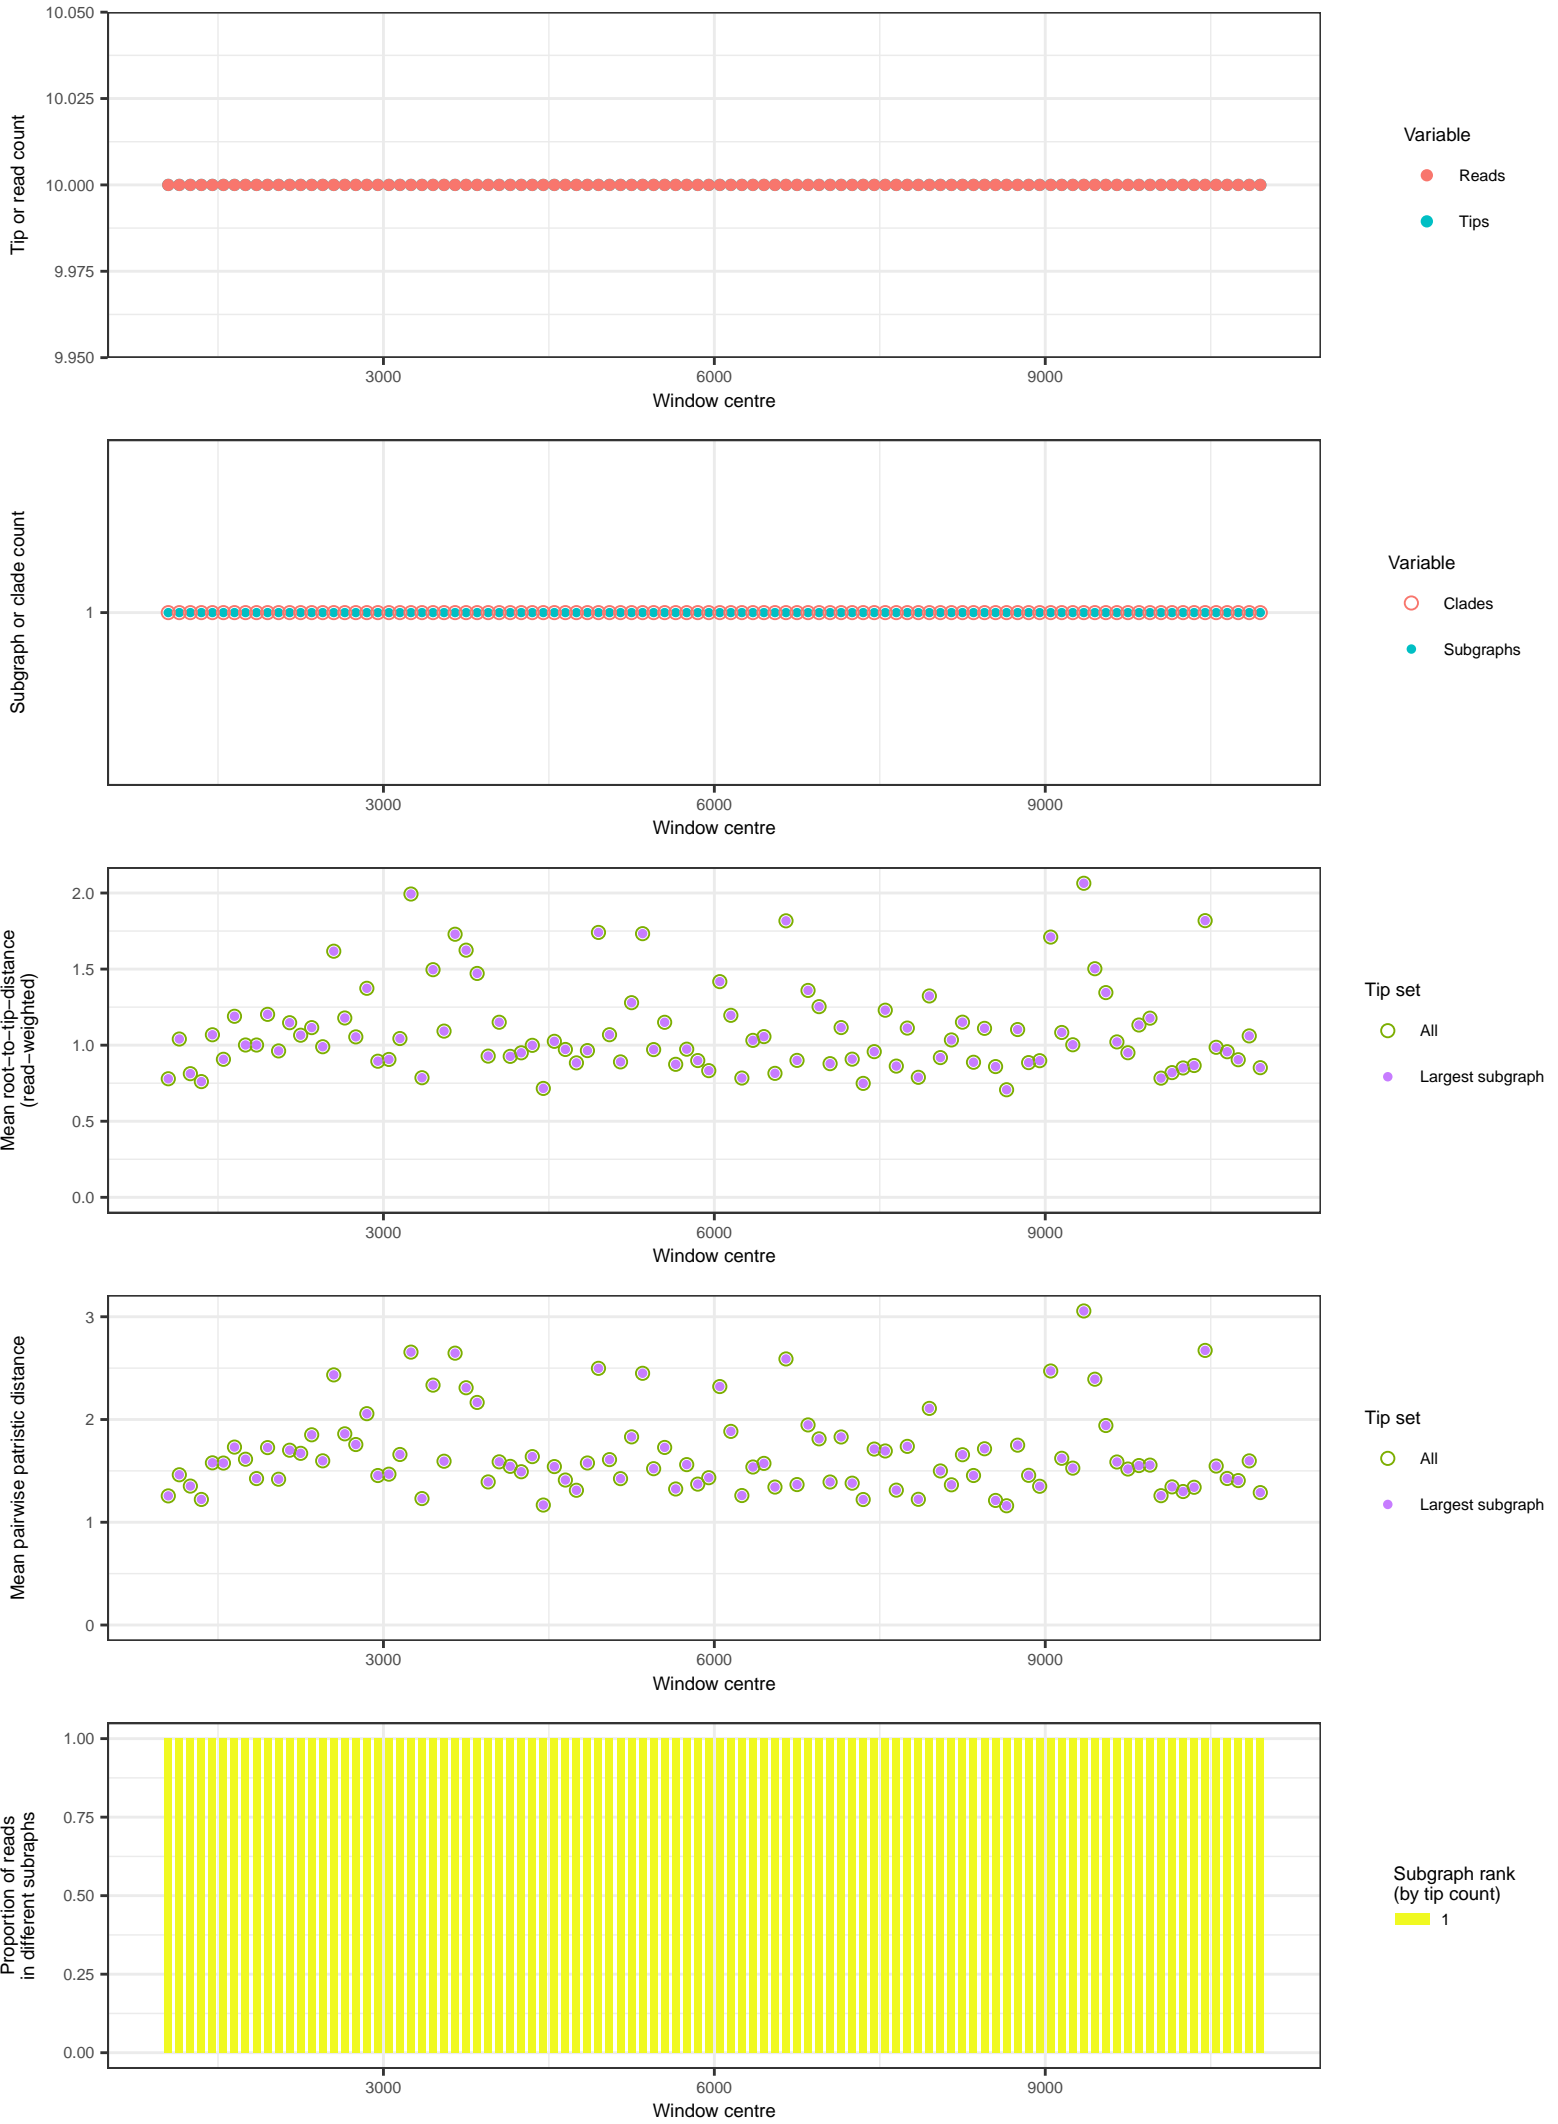 10.050
10.025
10.000
9.975
9.950
Tip or read count
3000 6000 9000
Window centre
Variable
Reads
Tips
Subgraph or clade count
1
3000 6000 9000
Window centre
Variable
Clades
Subgraphs
2.0
1.5
1.0
0.5
0.0
Mean root−to−tip−distance
(read−weighted)
3000 6000 9000
Window centre
Tip set
All
Largest subgraph
3
2
1
0
Mean pairwise patristic distance
3000 6000 9000
Window centre
Tip set
All
Largest subgraph
1.00
0.75
0.50
0.25
0.00
Proportion of reads
in different subraphs
3000 6000 9000
Window centre
Subgraph rank
(by tip count)
1